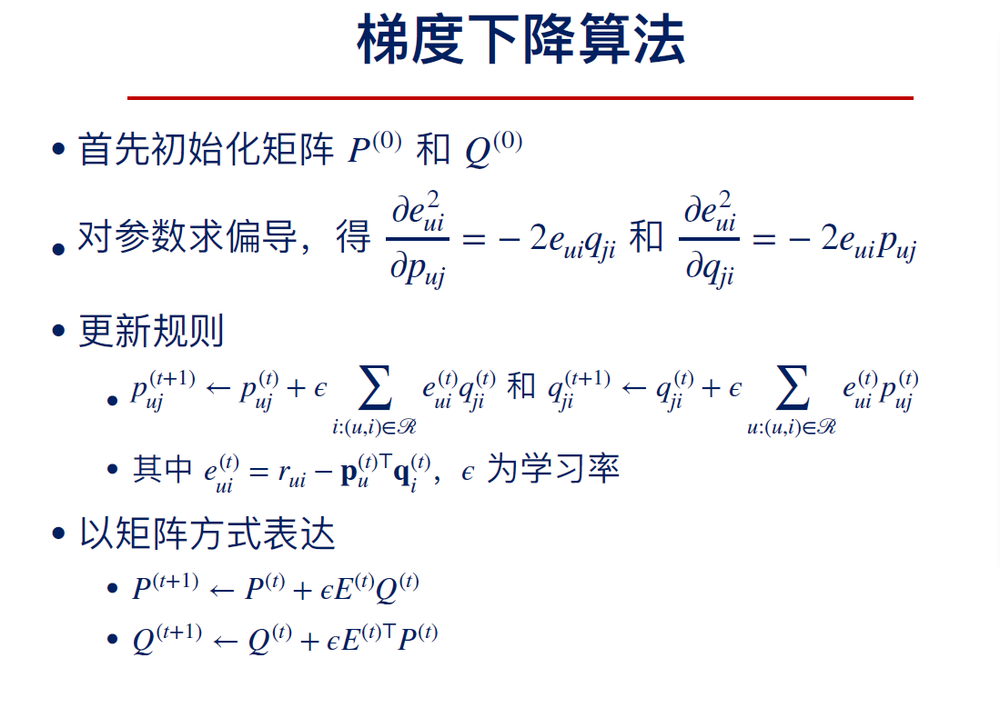 梯度下降算法
• 首先初始化矩阵 $P^{(0)}$ 和 $Q^{(0)}$
• 对参数求偏导，得 $\frac{\partial e_{ui}^2}{\partial p_{uj}} = -2e_{ui}q_{ji}$ 和 $\frac{\partial e_{ui}^2}{\partial q_{ji}} = -2e_{ui}p_{uj}$
• 更新规则
• $p_{uj}^{(t+1)} \leftarrow p_{uj}^{(t)} + \epsilon \sum_{i:(u,i)\in\mathscr{R}} e_{ui}^{(t)}q_{ji}^{(t)}$ 和 $q_{ji}^{(t+1)} \leftarrow q_{ji}^{(t)} + \epsilon \sum_{u:(u,i)\in\mathscr{R}} e_{ui}^{(t)}p_{uj}^{(t)}$
• 其中 $e_{ui}^{(t)} = r_{ui} - \mathbf{p}_u^{(t)\top}\mathbf{q}_i^{(t)}$，$\epsilon$ 为学习率
• 以矩阵方式表达
• $P^{(t+1)} \leftarrow P^{(t)} + \epsilon E^{(t)}Q^{(t)}$
• $Q^{(t+1)} \leftarrow Q^{(t)} + \epsilon E^{(t)\top}P^{(t)}$